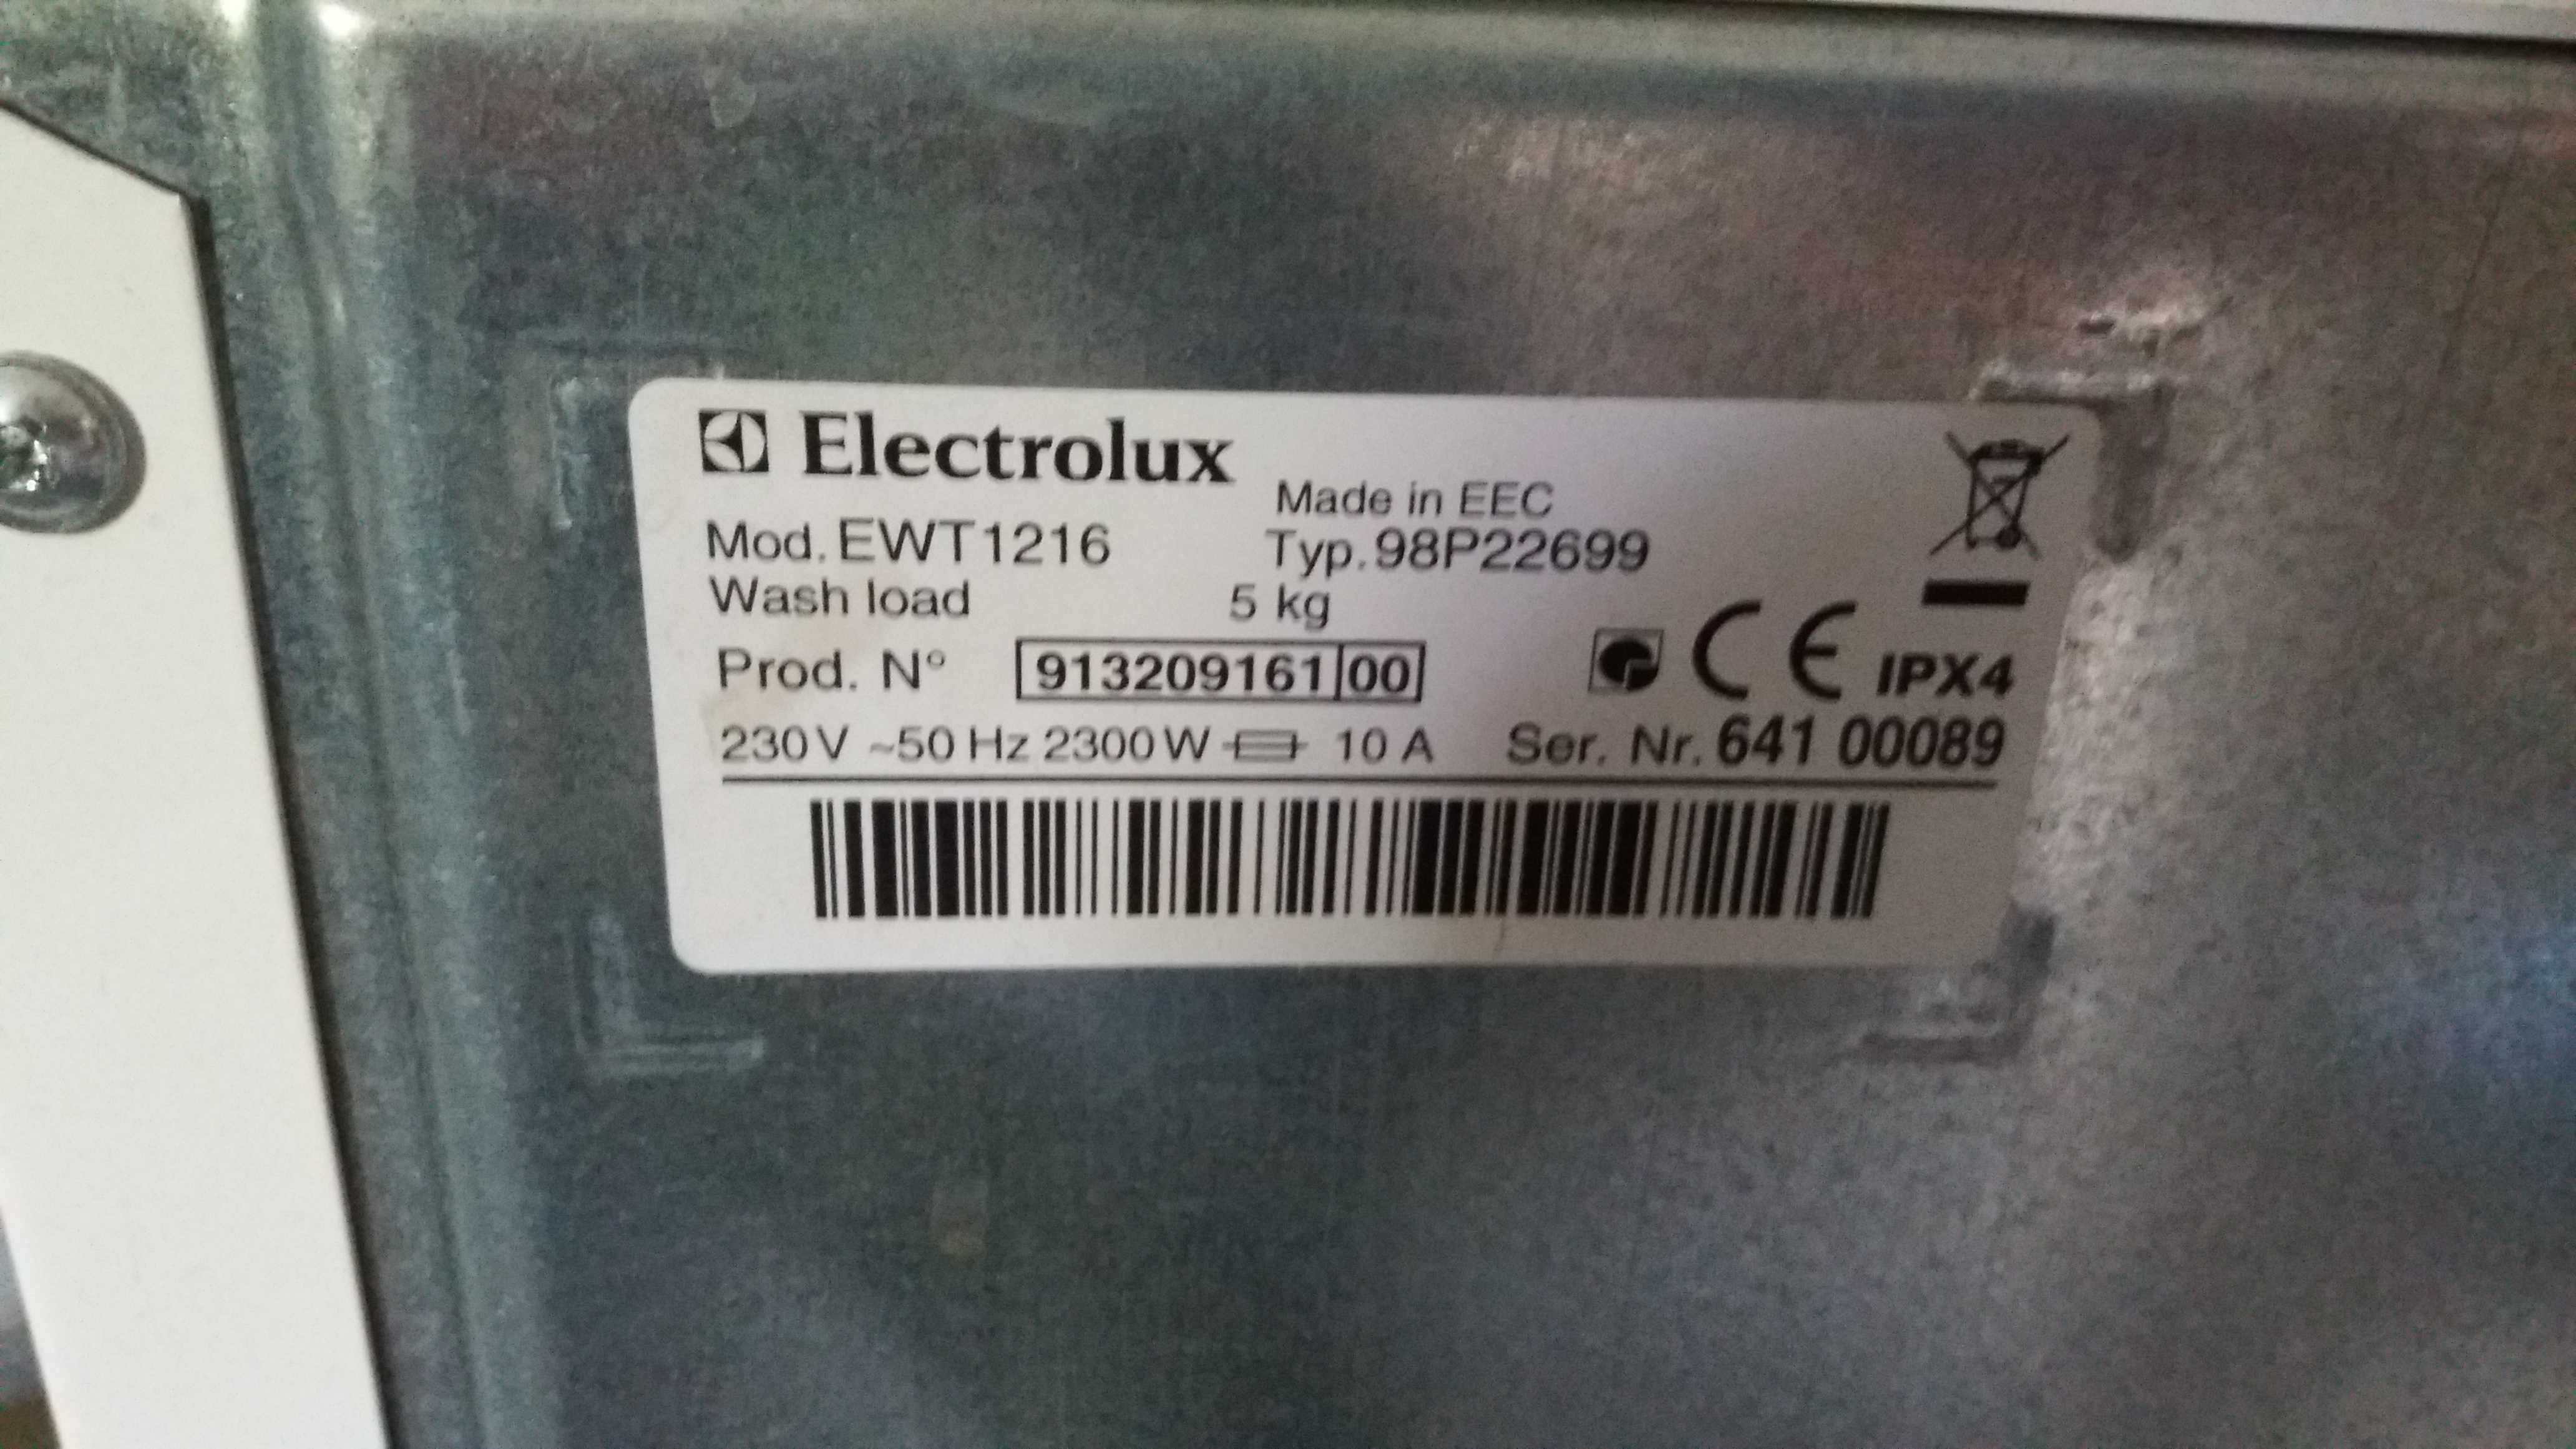 Electrolux
Made in EEC
Mod. EWT1216 Typ.98P22699
Wash load 5 kg
Prod. N° 913209161 00
CE IPX4
230V ~50 Hz 2300W 10 A Ser. Nr. 641 00089